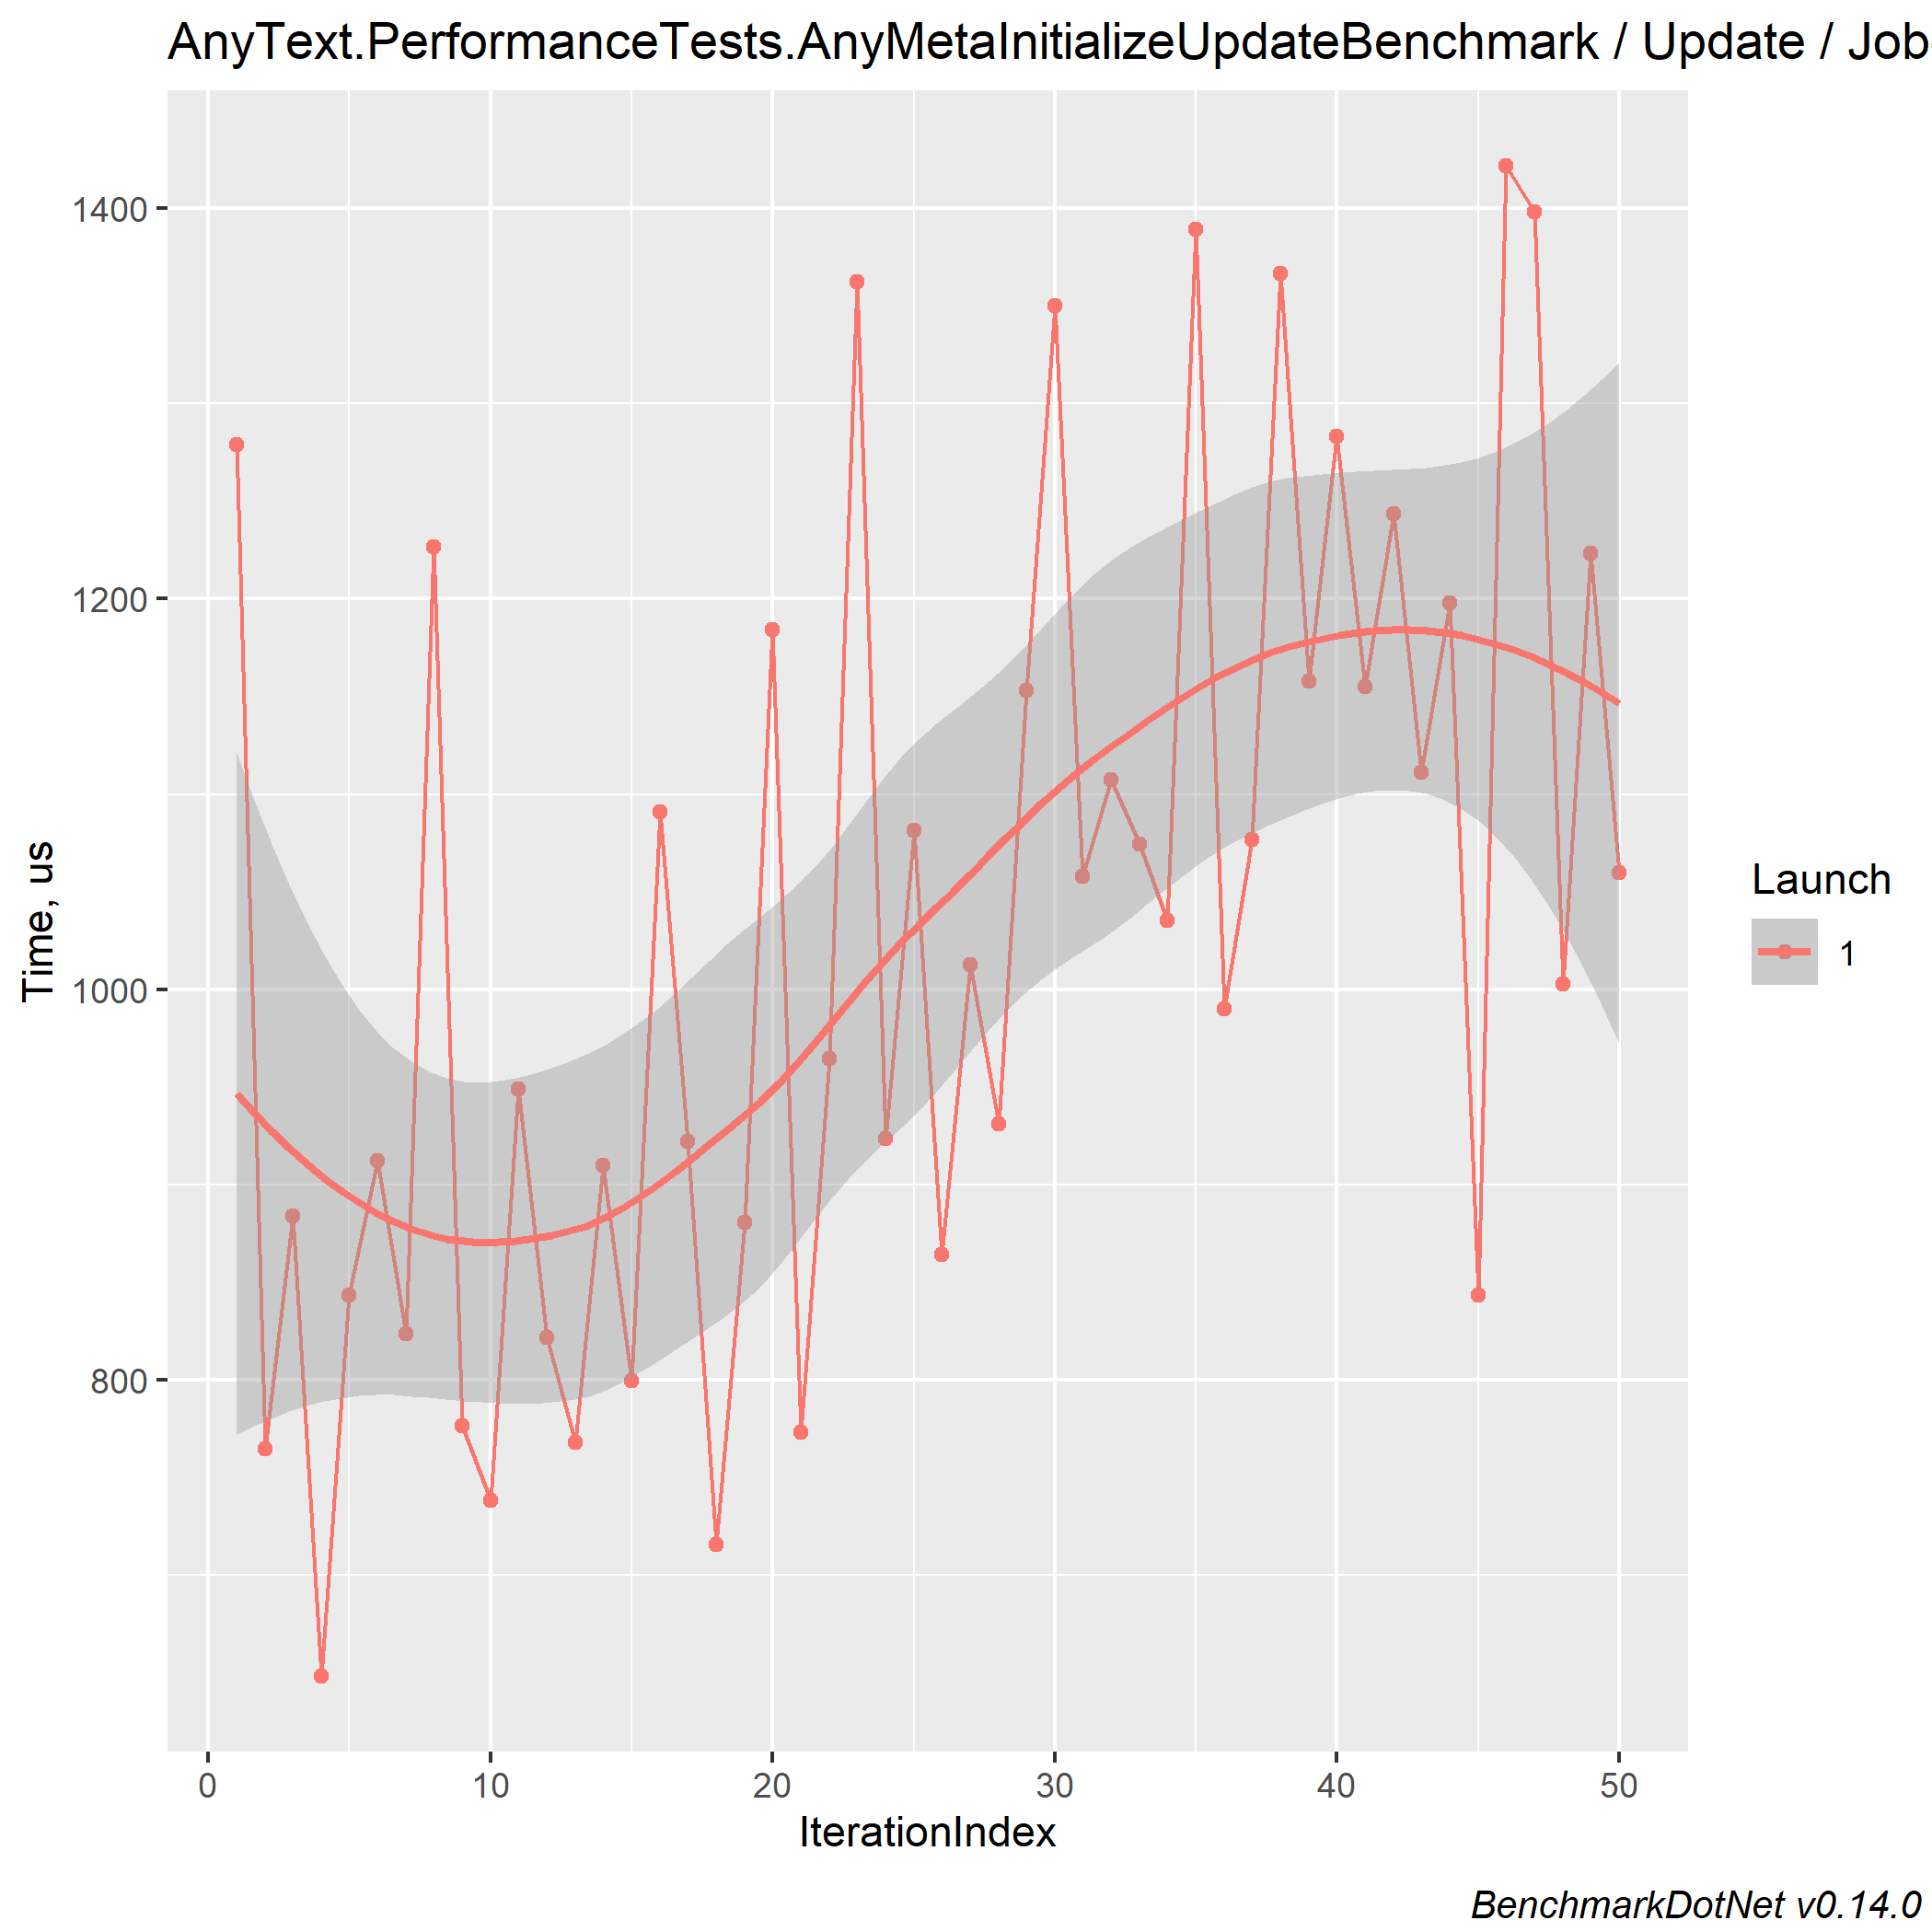 AnyText.PerformanceTests.AnyMetaInitializeUpdateBenchmark / Update / Job
1400
1200
1000
800
Time, us
0 10 20 30 40 50
IterationIndex
Launch
1
BenchmarkDotNet v0.14.0